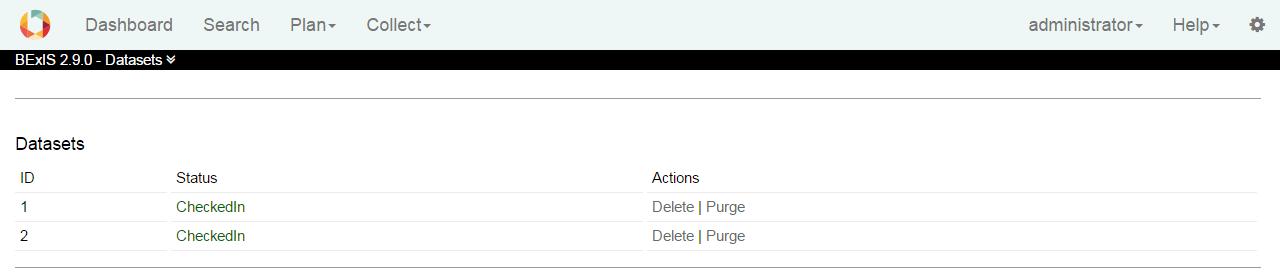 Dashboard Search Plan Collect administrator Help
BExIS 2.9.0 - Datasets
Datasets
ID Status Actions
1 CheckedIn Delete | Purge
2 CheckedIn Delete | Purge